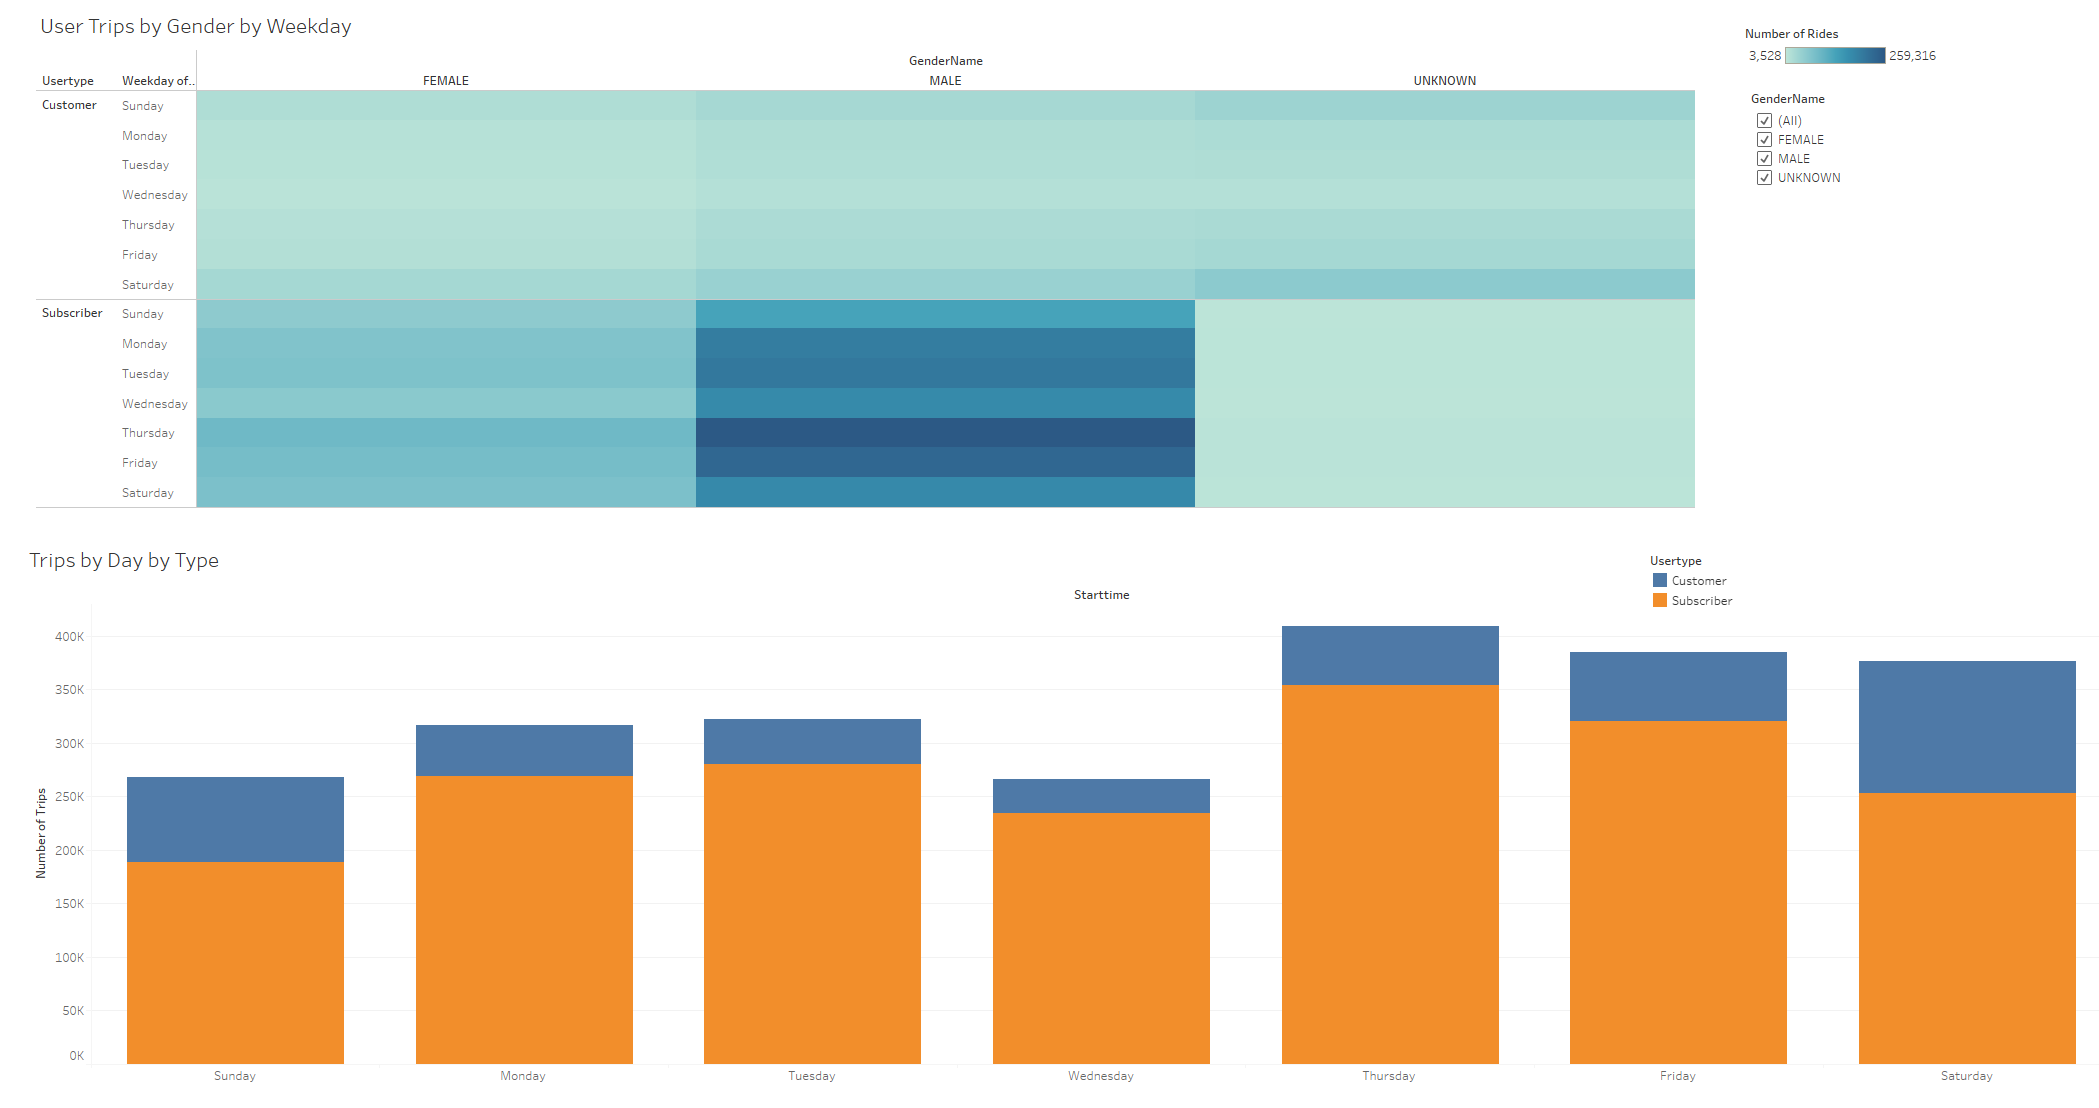 User Trips by Gender by Weekday
Number of Rides
3,528 259,316
GenderName
Usertype Weekday of.. FEMALE MALE UNKNOWN
Customer Sunday
Monday
Tuesday
Wednesday
Thursday
Friday
Saturday
Subscriber Sunday
Monday
Tuesday
Wednesday
Thursday
Friday
Saturday
GenderName
(All)
FEMALE
MALE
UNKNOWN
Trips by Day by Type
Usertype
Customer
Subscriber
Starttime
Number of Trips
400K
350K
300K
250K
200K
150K
100K
50K
0K
Sunday Monday Tuesday Wednesday Thursday Friday Saturday